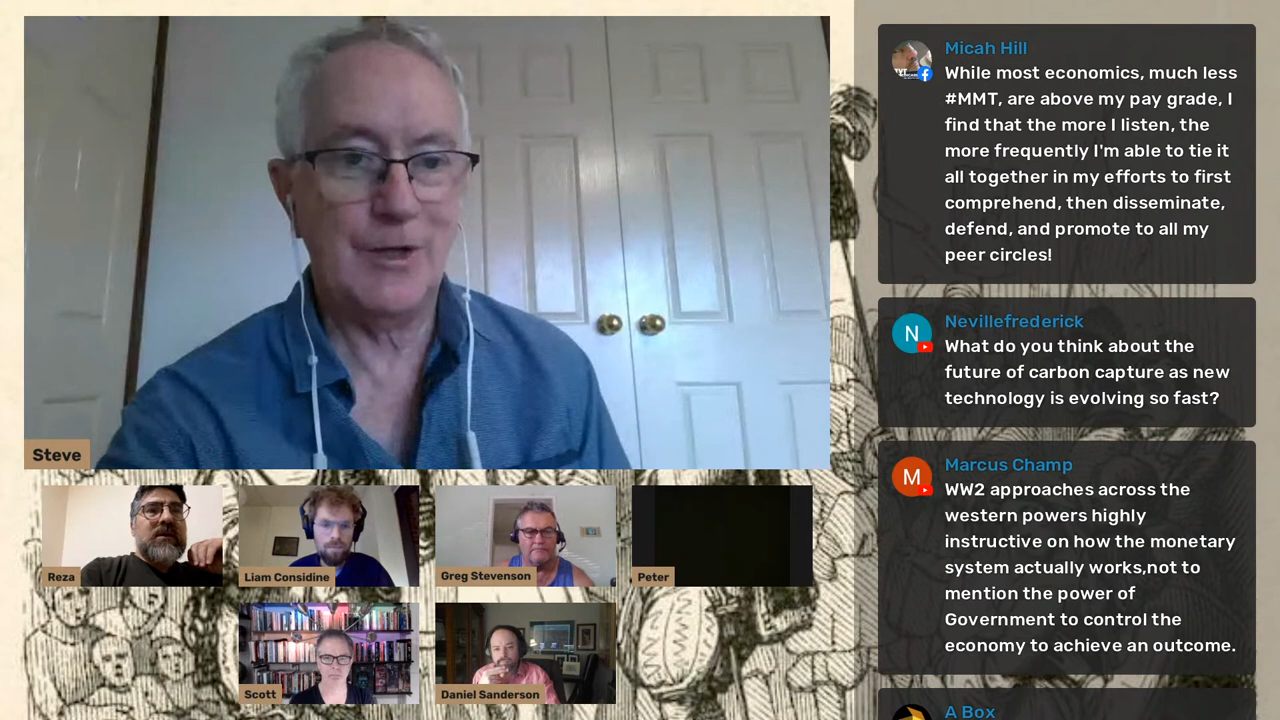 Steve
Reza
Liam Considine
Greg Stevenson
Peter
Scott
Daniel Sanderson
Micah Hill
While most economics, much less
#MMT, are above my pay grade, I
find that the more I listen, the
more frequently I'm able to tie it
all together in my efforts to first
comprehend, then disseminate,
defend, and promote to all my
peer circles!
N
Nevillefrederick
What do you think about the
future of carbon capture as new
technology is evolving so fast?
M
Marcus Champ
WW2 approaches across the
western powers highly
instructive on how the monetary
system actually works,not to
mention the power of
Government to control the
economy to achieve an outcome.
A Box